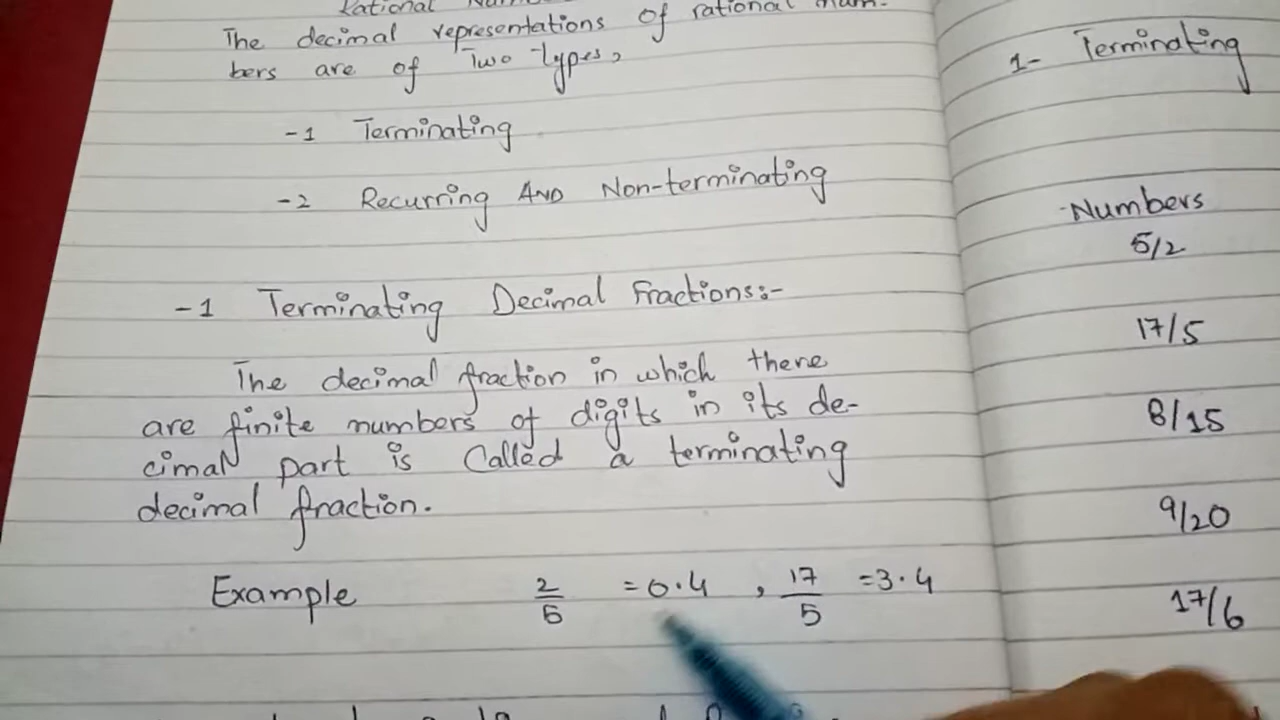 Rational Num
The decimal representations of rational num-
bers are of Two Types,
-1 Terminating
-2 Recurring AND Non-terminating
-1 Terminating Decimal Fractions:-
The decimal fraction in which there
are finite numbers of digits in its de-
cimal part is Called a terminating
decimal fraction.
Example 2/5 =0.4 , 17/5 =3.4
1- Terminating
Numbers
5/2
17/5
8/15
9/20
17/6